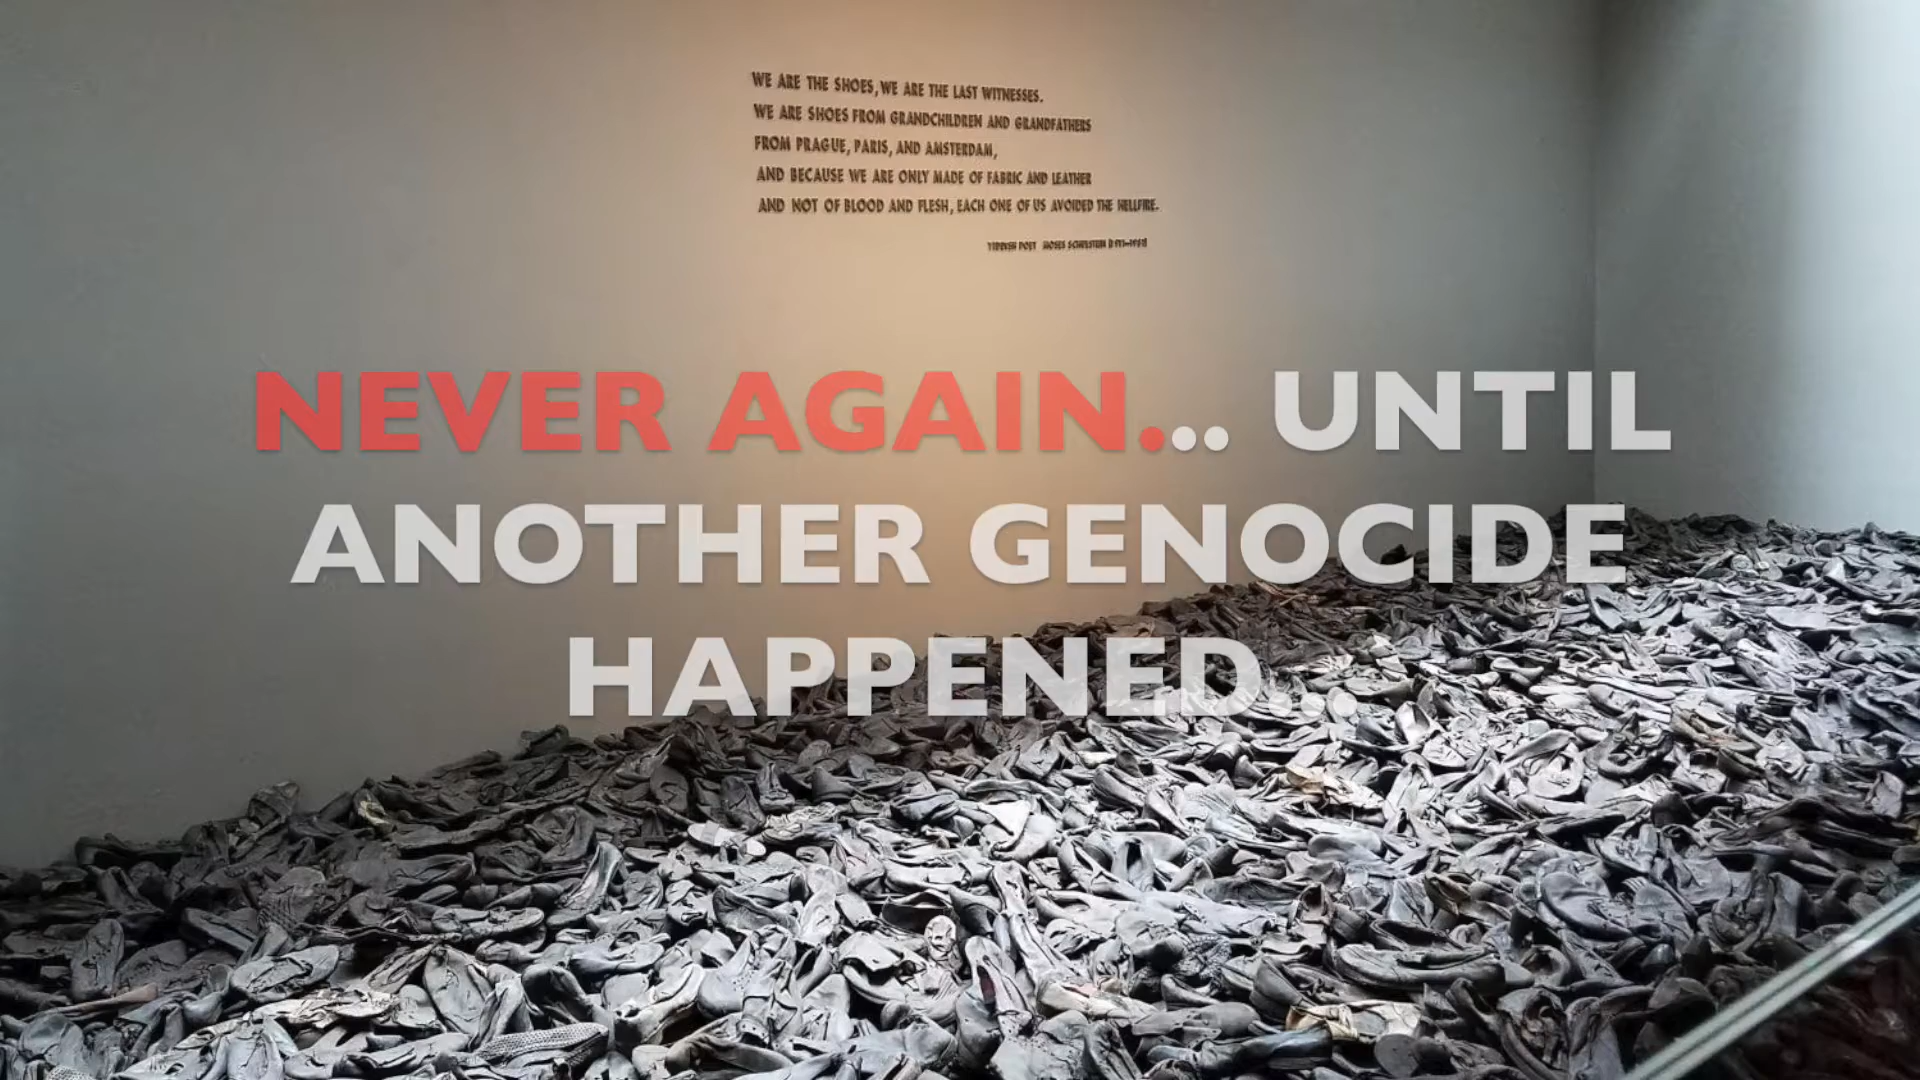 WE ARE THE SHOES, WE ARE THE LAST WITNESSES.
WE ARE SHOES FROM GRANDCHILDREN AND GRANDFATHERS
FROM PRAGUE, PARIS, AND AMSTERDAM,
AND BECAUSE WE ARE ONLY MADE OF FABRIC AND LEATHER
AND NOT OF BLOOD AND FLESH, EACH ONE OF US AVOIDED THE HELLFIRE.
YIDDISH POET MOSES
NEVER AGAIN... UNTIL
ANOTHER GENOCIDE
HAPPENED...